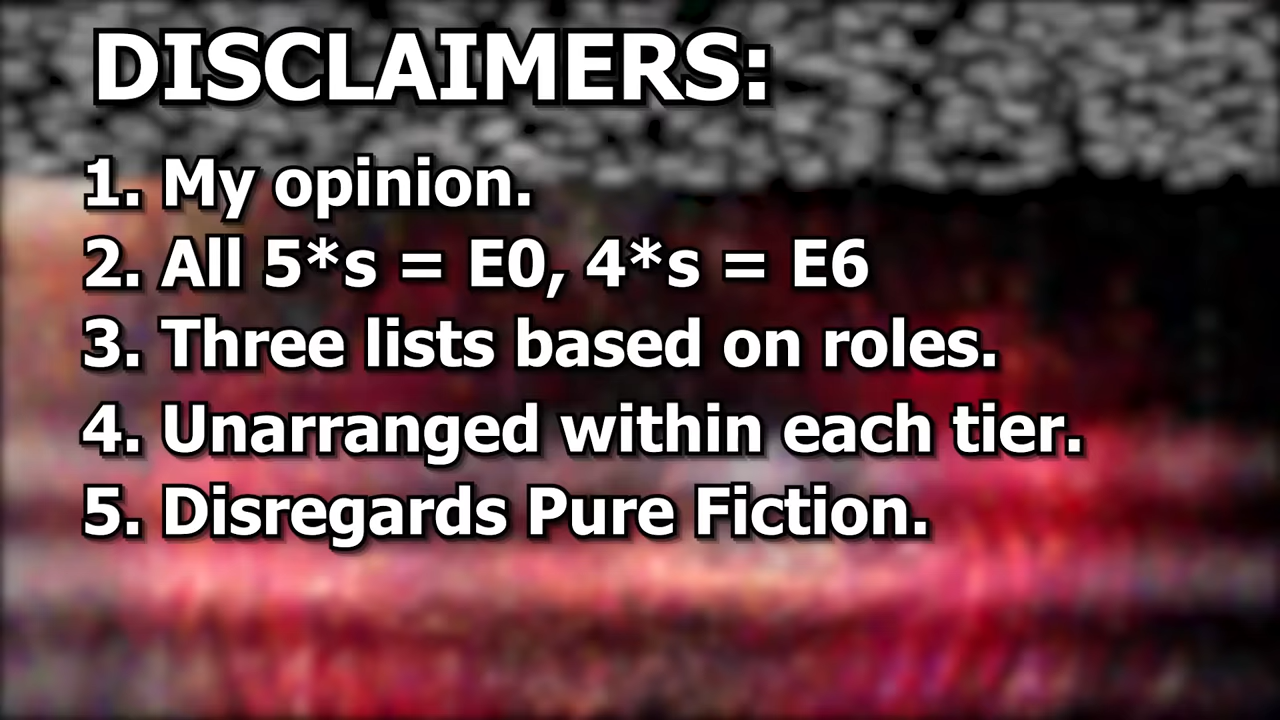 DISCLAIMERS:
1. My opinion.
2. All 5*s = E0, 4*s = E6
3. Three lists based on roles.
4. Unarranged within each tier.
5. Disregards Pure Fiction.